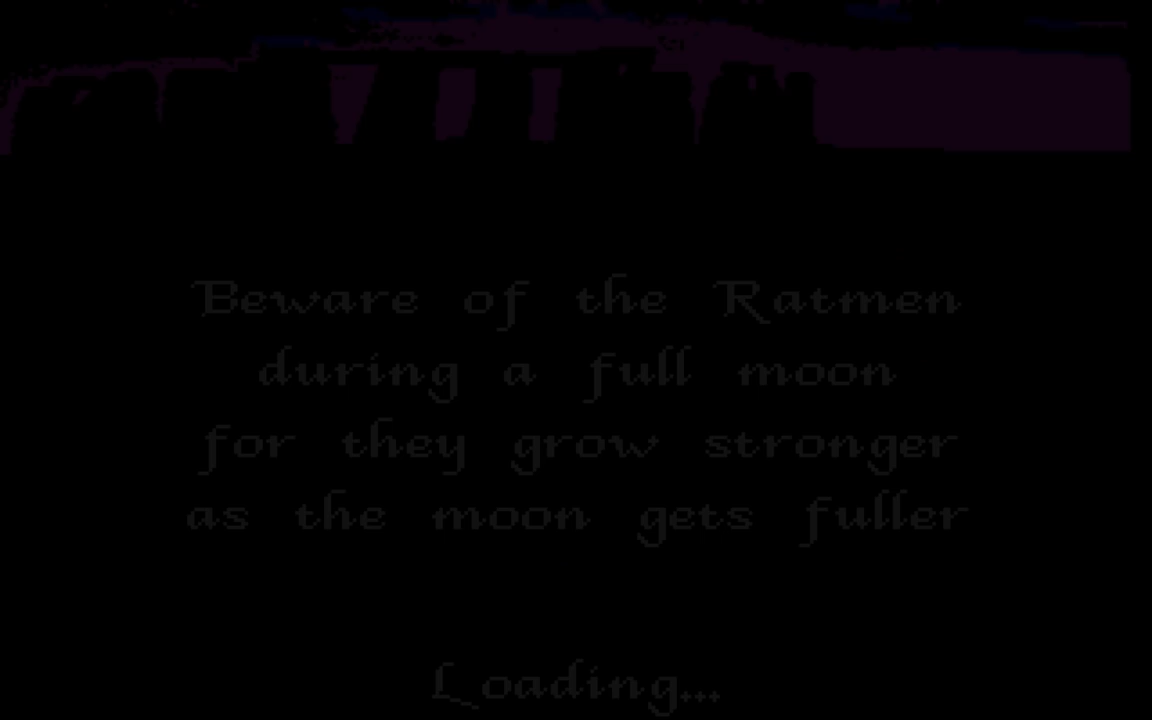 Beware of the Ratmen
during a full moon
for they grow stronger
as the moon gets fuller
Loading...